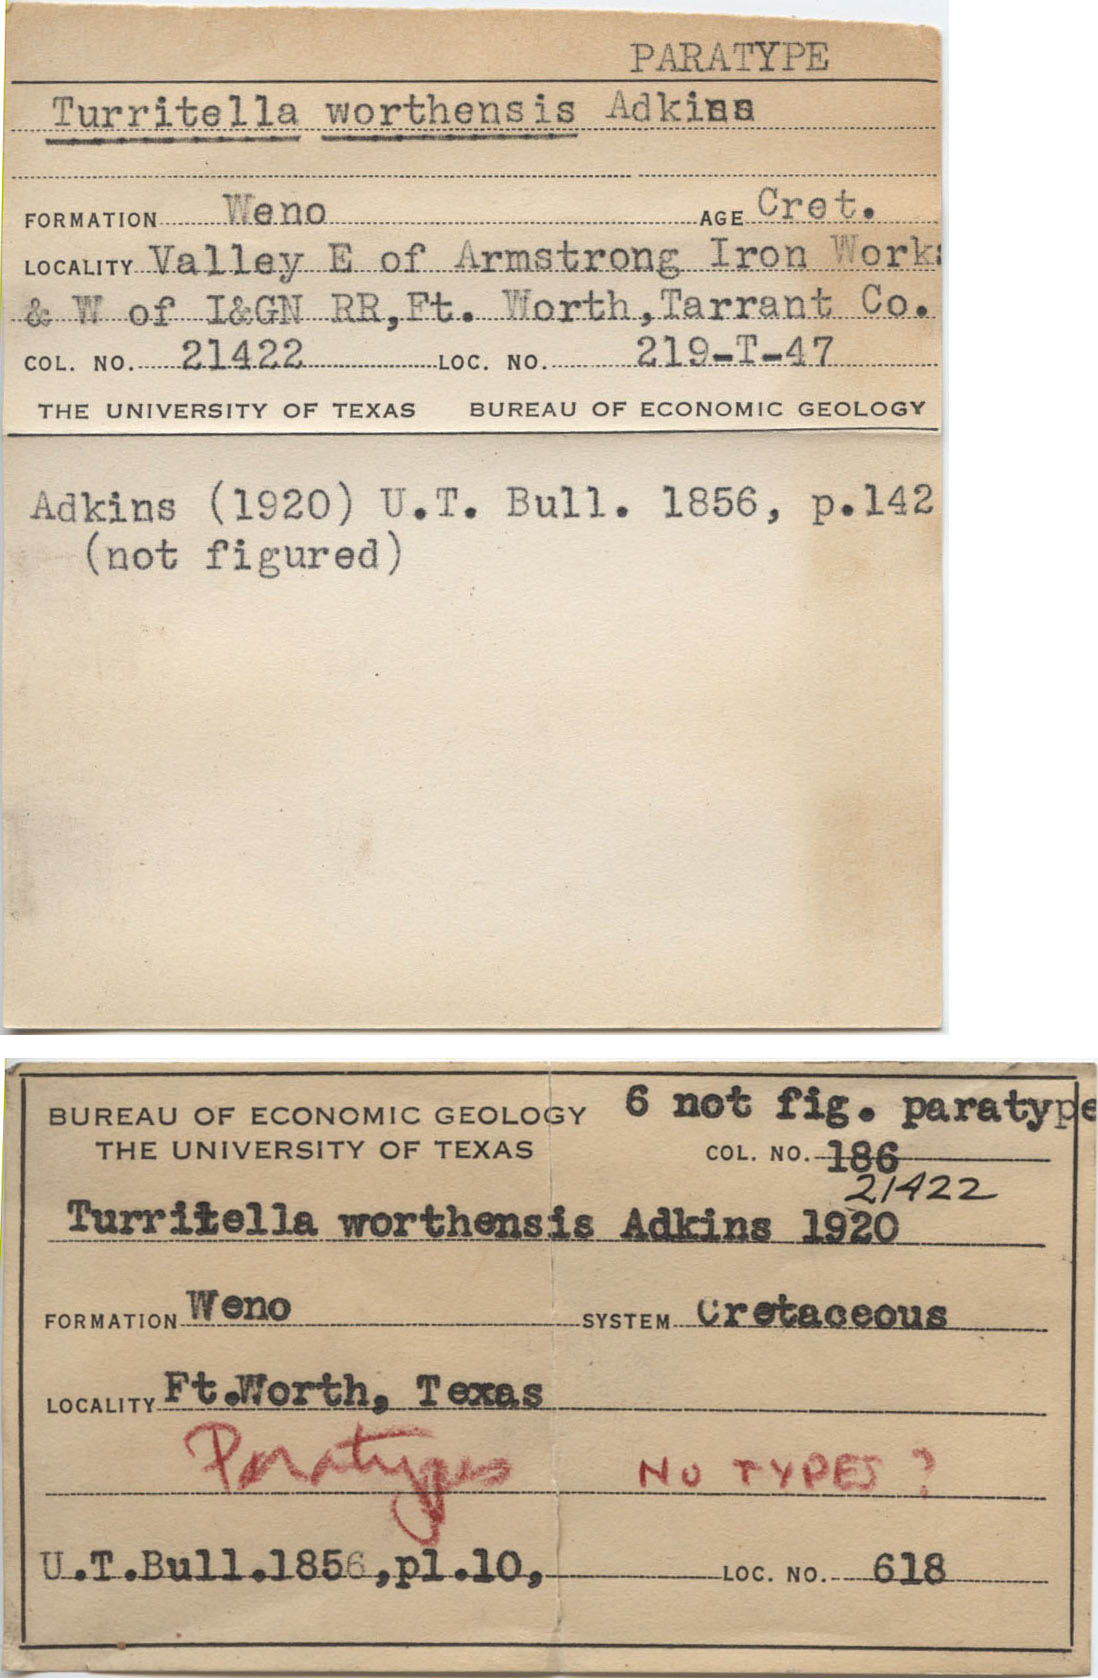 PARATYPE
Turritella worthensis Adkins
FORMATION Weno AGE Cret.
LOCALITY Valley E of Armstrong Iron Works
& W of I&GN RR,Ft. Worth,Tarrant Co.
COL. NO. 21422 LOC. NO. 219-T-47
THE UNIVERSITY OF TEXAS BUREAU OF ECONOMIC GEOLOGY
Adkins (1920) U.T. Bull. 1856, p.142
(not figured)
6 not fig. paratype
BUREAU OF ECONOMIC GEOLOGY
THE UNIVERSITY OF TEXAS
COL. NO. 186
21422
Turritella worthensis Adkins 1920
FORMATION Weno SYSTEM Cretaceous
LOCALITY Ft.Worth, Texas
Paratypes NO TYPES?
U.T.Bull.1856,pl.10, LOC. NO. 618